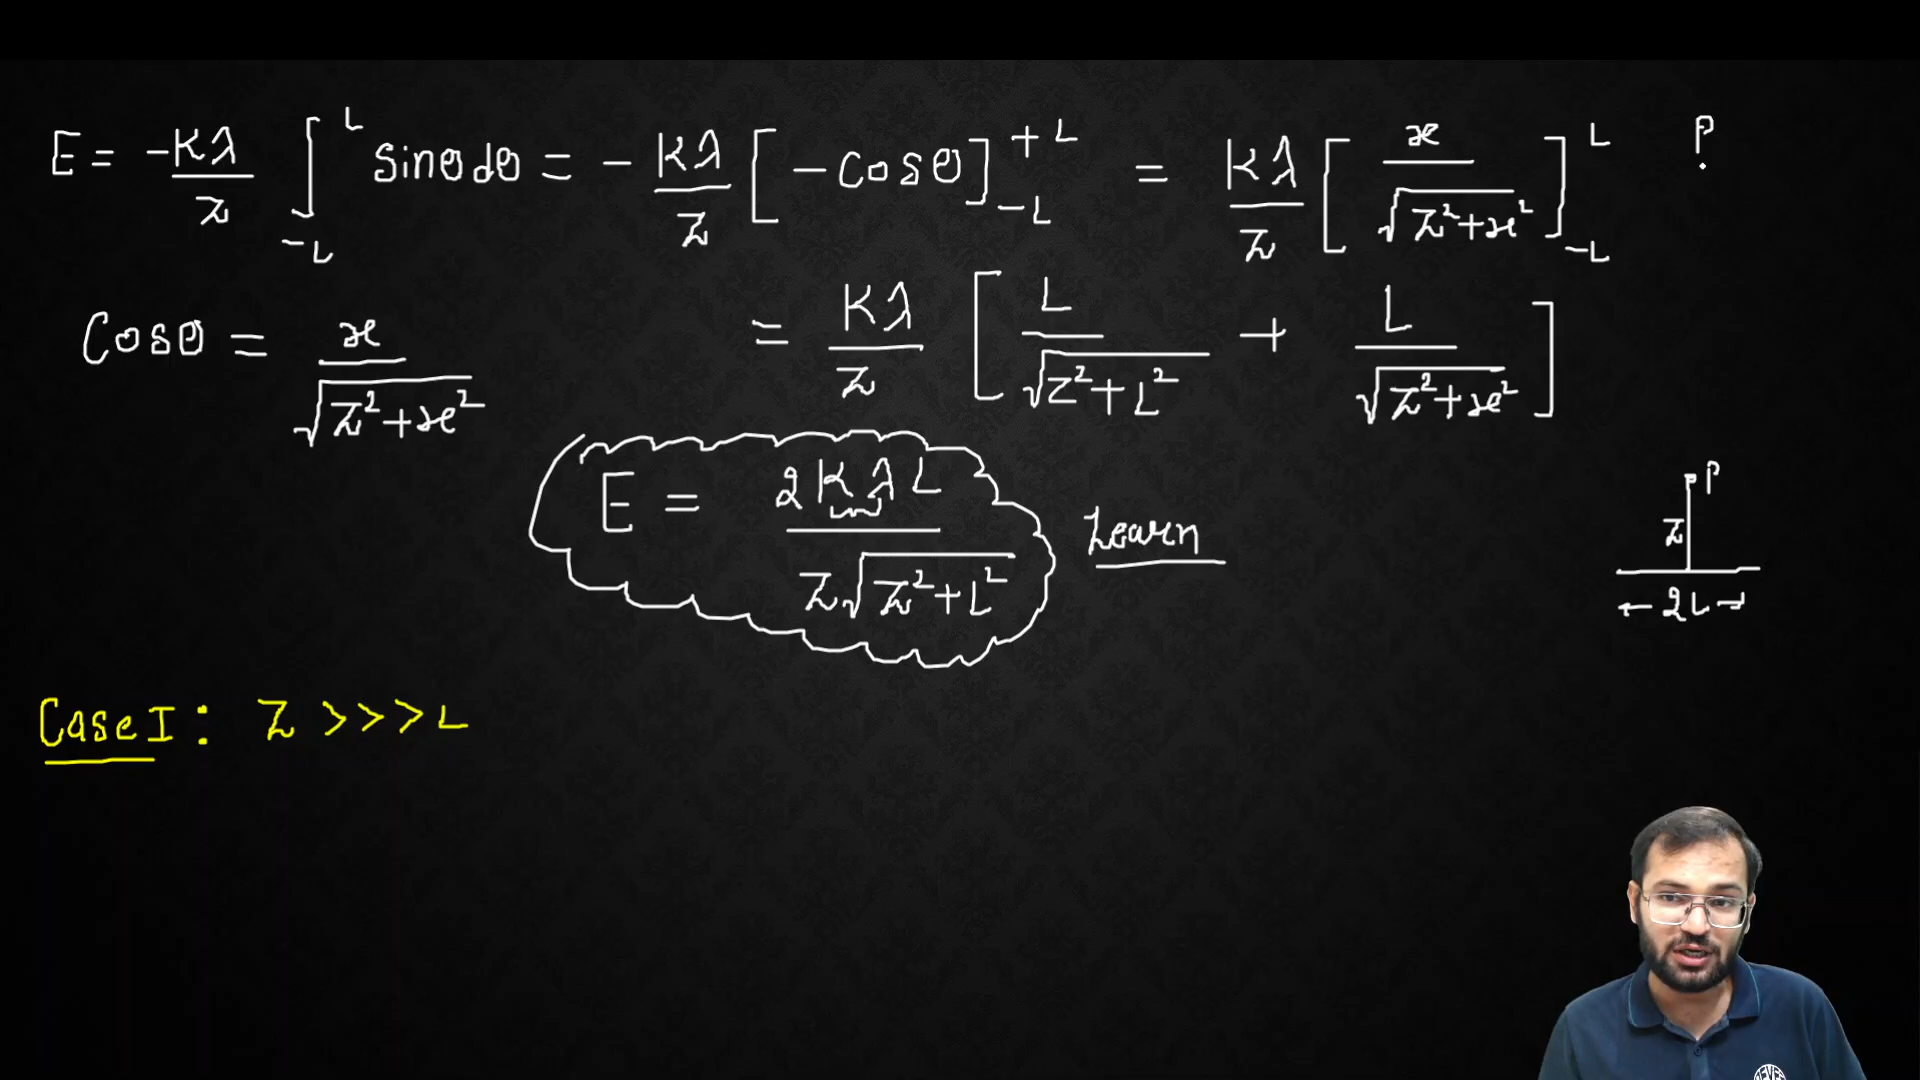 E = -Kλ/Z ∫_{-L}^{L} Sinθ dθ = - Kλ/Z [-Cosθ]_{-L}^{+L} = Kλ/Z [x/√(Z²+x²)]_{-L}^{L}
P
Cosθ = x/√(Z²+x²)
= Kλ/Z [L/√(Z²+L²) + L/√(Z²+x²)]
E = 2KλL/Z√(Z²+L²)
Learn
P
Z
2L
Case I : Z >>> L